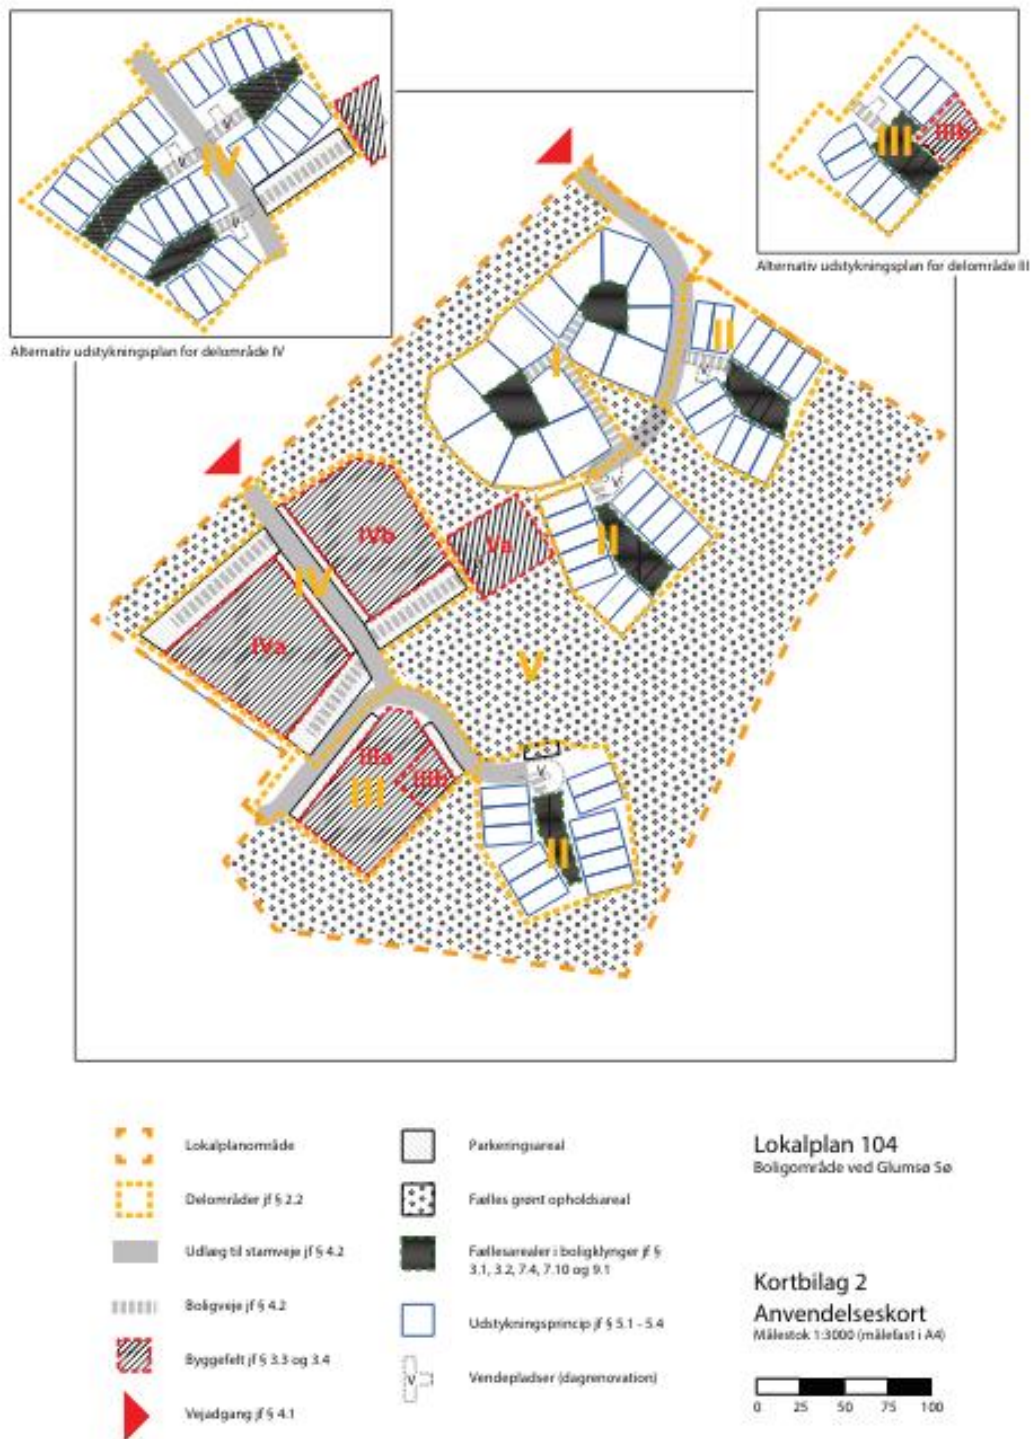 IV
V
V
V
III
IIIb
Alternativ udstykningsplan for delområde III
Alternativ udstykningsplan for delområde IV
I
II
V
V
II
IVb
Va
IV
IVa
V
IIIa
IIIb
III
V
II
Lokalplanområde
Delområder jf § 2.2
Udlæg til stamveje jf § 4.2
Boligveje jf § 4.2
Byggefelt jf § 3.3 og 3.4
Vejadgang jf § 4.1
Parkeringsareal
Fælles grønt opholdsareal
Fællesarealer i boligklynger jf §
3.1, 3.2, 7.4, 7.10 og 9.1
Udstykningsprincip jf § 5.1 - 5.4
V
Vendepladser (dagrenovation)
Lokalplan 104
Boligområde ved Glumsø Sø
Kortbilag 2
Anvendelseskort
Målestok 1:3000 (målefast i A4)
0 25 50 75 100